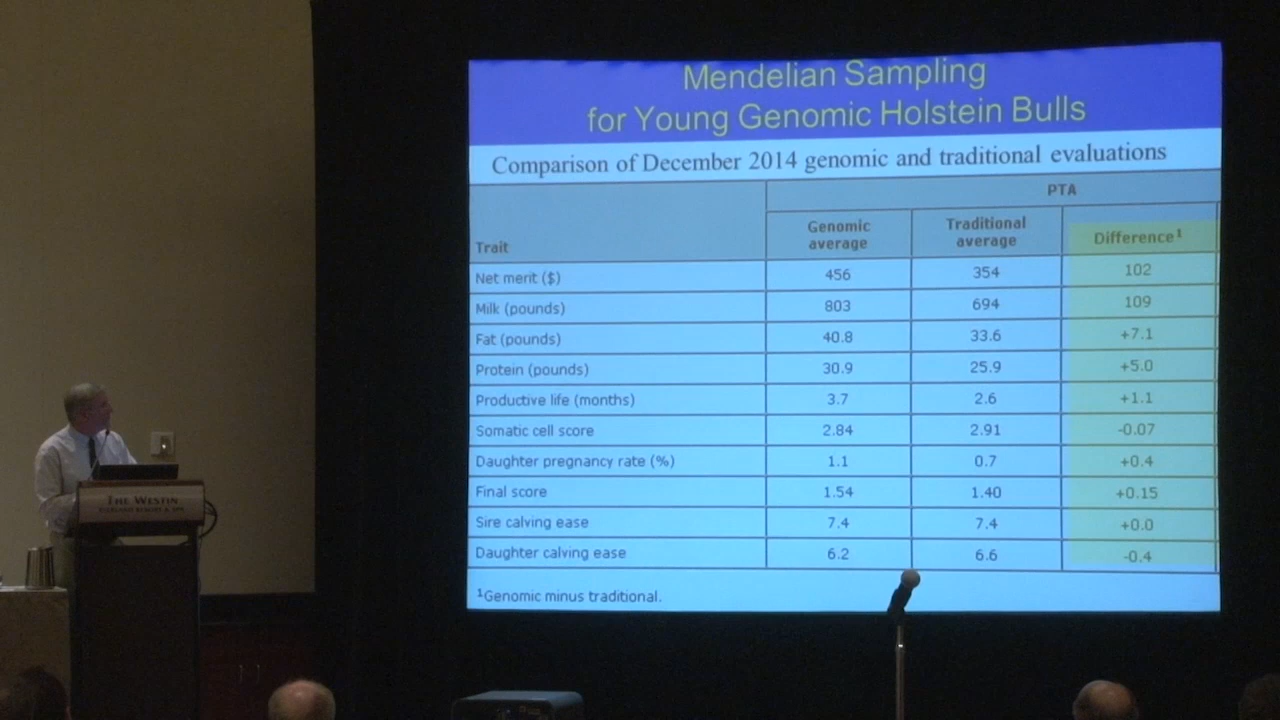 Mendelian Sampling
for Young Genomic Holstein Bulls
Comparison of December 2014 genomic and traditional evaluations
PTA
Trait Genomic average Traditional average Difference¹
Net merit ($) 456 354 102
Milk (pounds) 803 694 109
Fat (pounds) 40.8 33.6 +7.1
Protein (pounds) 30.9 25.9 +5.0
Productive life (months) 3.7 2.6 +1.1
Somatic cell score 2.84 2.91 -0.07
Daughter pregnancy rate (%) 1.1 0.7 +0.4
Final score 1.54 1.40 +0.15
Sire calving ease 7.4 7.4 +0.0
Daughter calving ease 6.2 6.6 -0.4
¹Genomic minus traditional.
THE WESTIN
RESORT & SPA